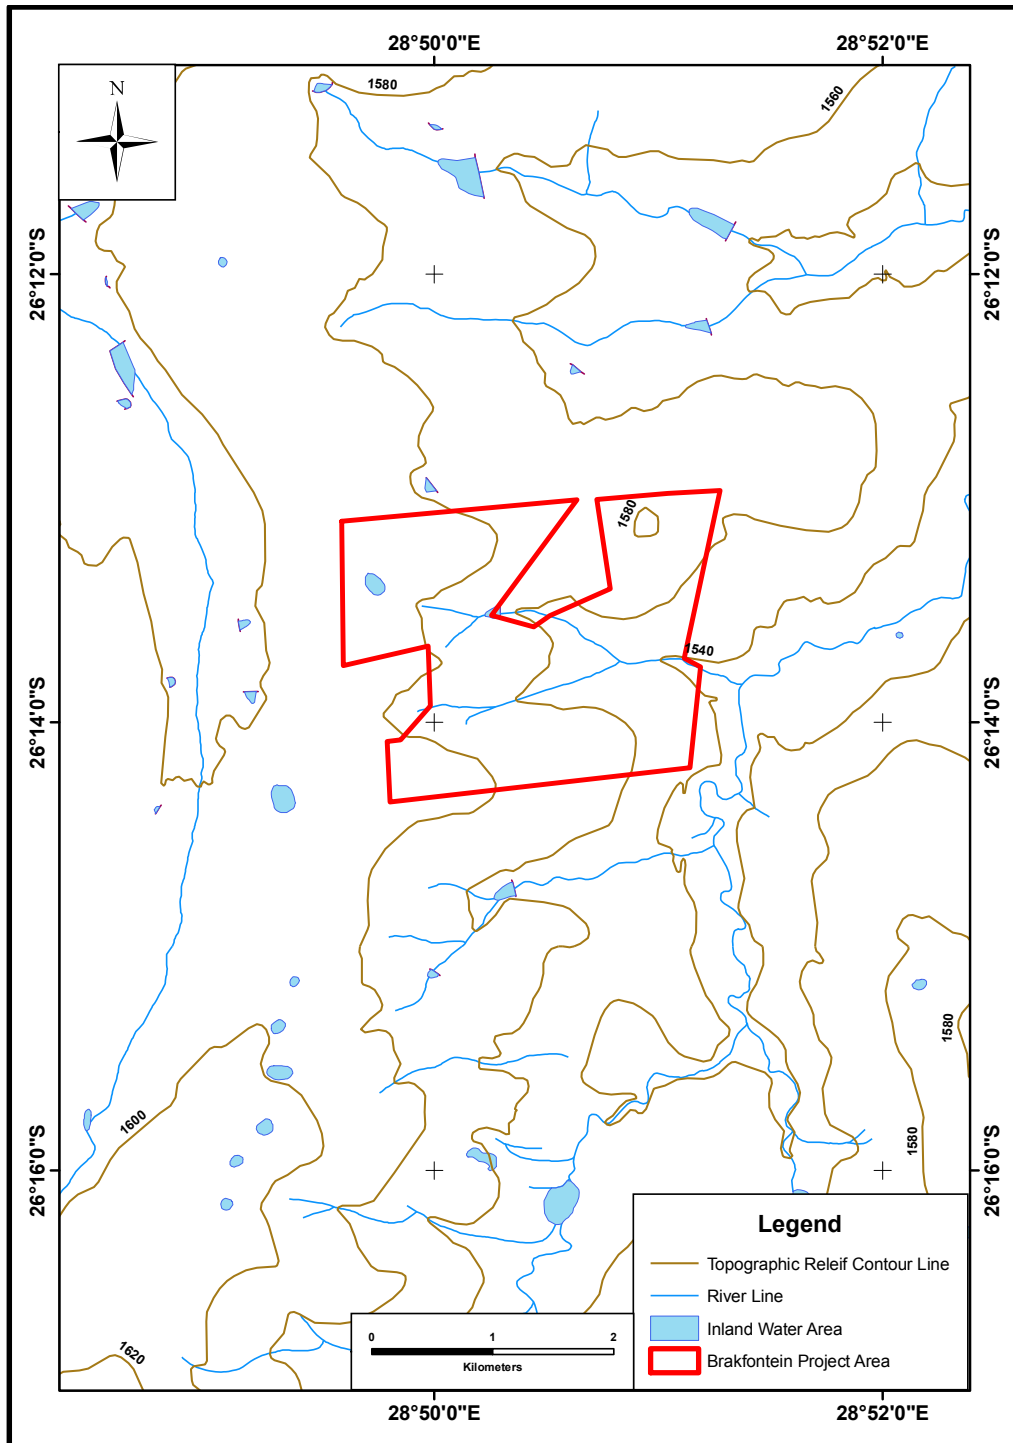 28°50'0"E
28°52'0"E
N
1580
1560
26°12'0"S
26°12'0"S
1580
1540
26°14'0"S
26°14'0"S
1580
1600
1580
26°16'0"S
26°16'0"S
Legend
Topographic Releif Contour Line
River Line
Inland Water Area
Brakfontein Project Area
0 1 2
Kilometers
1620
28°50'0"E
28°52'0"E